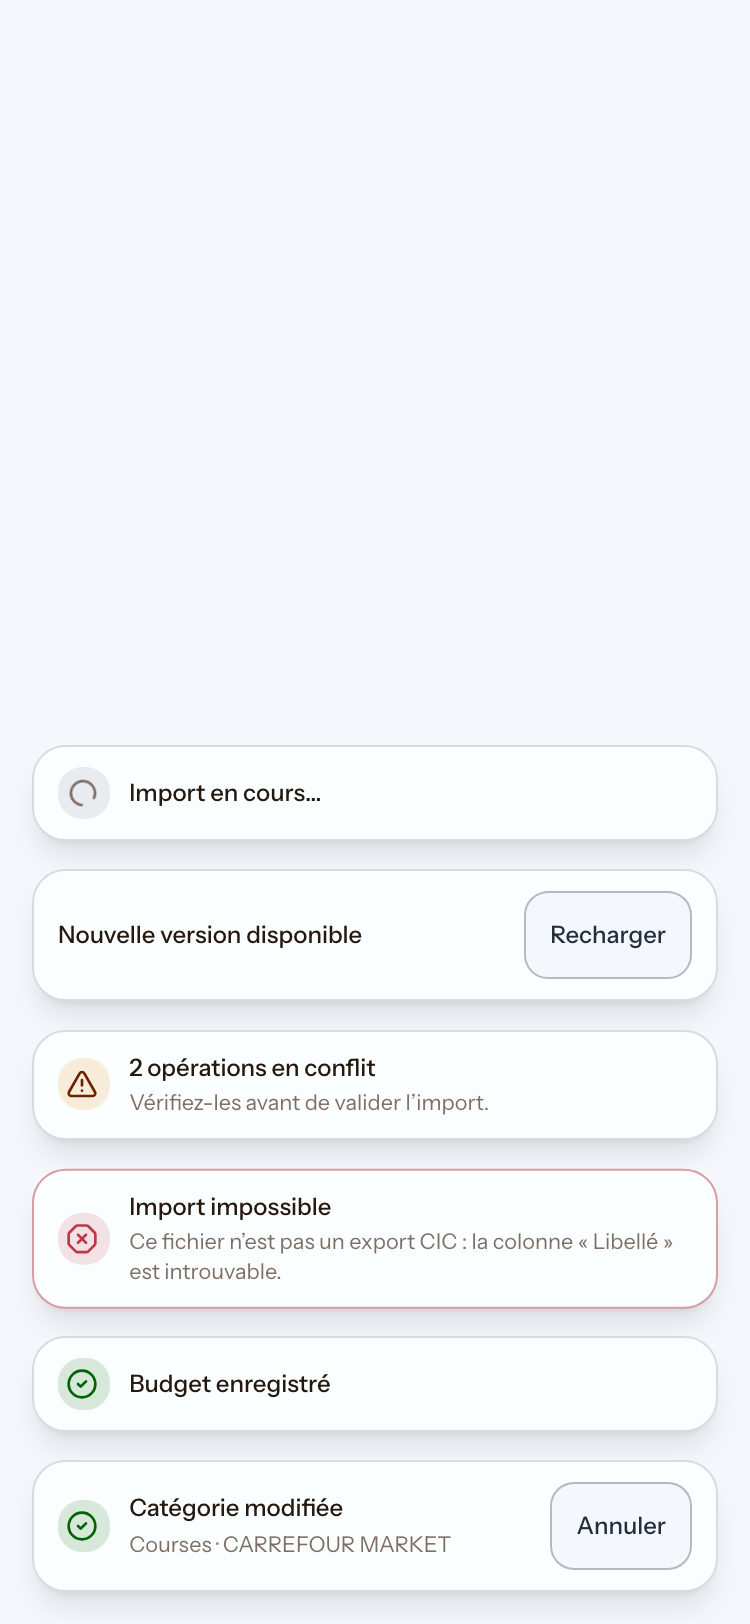 Import en cours...
Nouvelle version disponible
Recharger
2 opérations en conflit
Vérifiez-les avant de valider l’import.
Import impossible
Ce fichier n’est pas un export CIC : la colonne « Libellé »
est introuvable.
Budget enregistré
Catégorie modifiée
Courses · CARREFOUR MARKET
Annuler